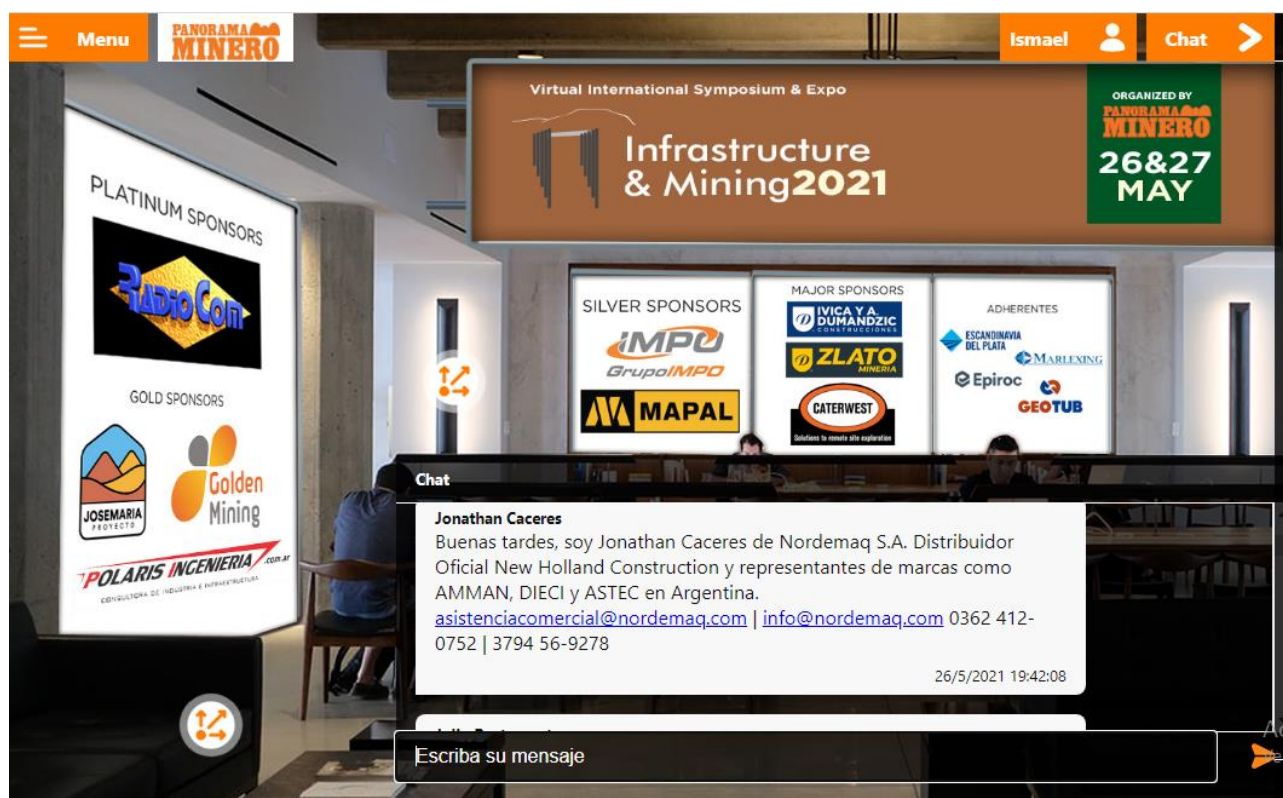 Menu
PANORAMA
MINERO
Ismael
Chat
Virtual International Symposium & Expo
Infrastructure
& Mining2021
ORGANIZED BY
PANORAMA
MINERO
26&27
MAY
PLATINUM SPONSORS
RADIO COM
GOLD SPONSORS
JOSEMARIA
PROYECTO
Golden
Mining
POLARIS INGENIERIA.com.ar
CONSULTORA DE INDUSTRIA E INFRAESTRUCTURA
SILVER SPONSORS
IMPO
GrupoIMPO
MAPAL
MAJOR SPONSORS
IVICA Y A.
DUMANDZIC
CONSTRUCCIONES
ZLATO
MINERIA
CATERWEST
Solutions to remote site exploration
ADHERENTES
ESCANDINAVIA
DEL PLATA
MARLEXING
Epiroc
GEOTUB
Chat
Jonathan Caceres
Buenas tardes, soy Jonathan Caceres de Nordemaq S.A. Distribuidor
Oficial New Holland Construction y representantes de marcas como
AMMAN, DIECI y ASTEC en Argentina.
asistenciacomercial@nordemaq.com | info@nordemaq.com 0362 412-
0752 | 3794 56-9278
26/5/2021 19:42:08
Escriba su mensaje